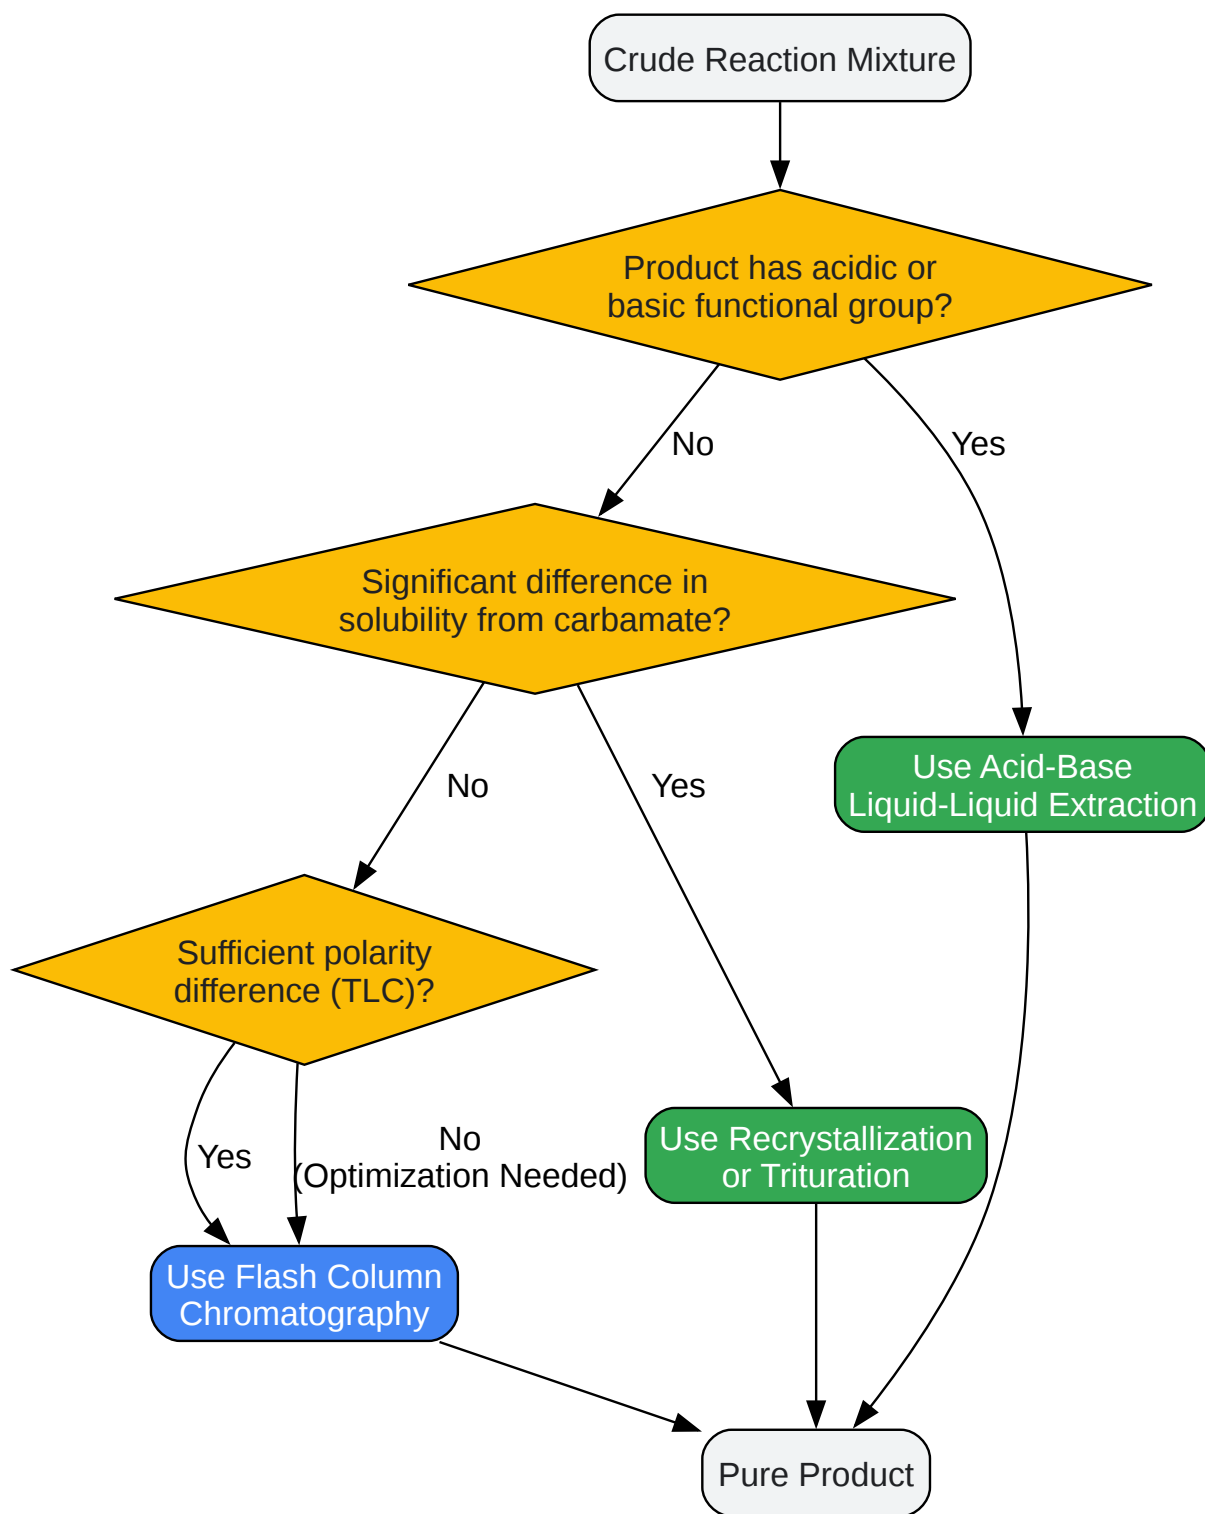 Crude Reaction Mixture
Product has acidic or
basic functional group?
No
Yes
Significant difference in
solubility from carbamate?
No
Yes
Use Acid-Base
Liquid-Liquid Extraction
Sufficient polarity
difference (TLC)?
Yes
No
(Optimization Needed)
Use Recrystallization
or Trituration
Use Flash Column
Chromatography
Pure Product